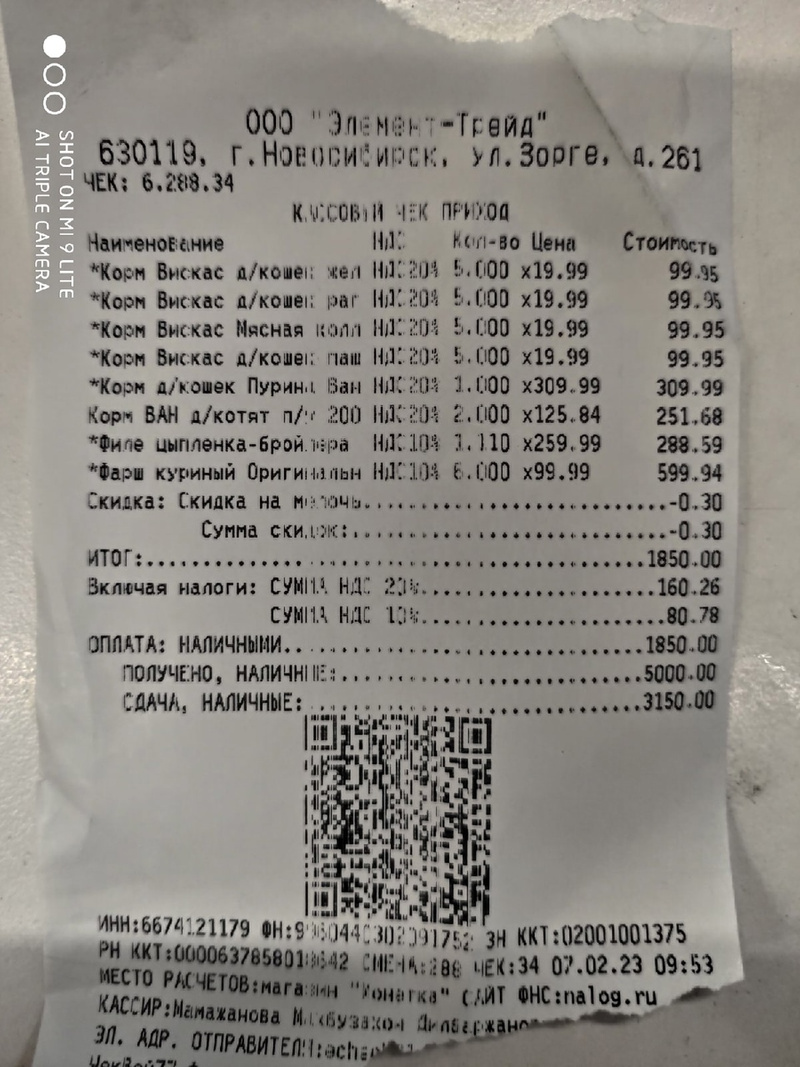 SHOT ON MI 9 LITE
AI TRIPLE CAMERA
ООО "Элемент-Трейд"
630119, г.Новосибирск, ул.Зорге, д.261
ЧЕК: 6.288.34
КАССОВЫЙ ЧЕК ПРИХОД
Наименование НДС Кол-во Цена Стоимость
*Корм Вискас д/кошек жел НДС20% 5.000 x19.99 99.95
*Корм Вискас д/кошек раг НДС20% 5.000 x19.99 99.95
*Корм Вискас Мясная колл НДС20% 5.000 x19.99 99.95
*Корм Вискас д/кошек паш НДС20% 5.000 x19.99 99.95
*Корм д/кошек Пурина Ван НДС20% 1.000 x309.99 309.99
Корм ВАН д/котят п/у 200 НДС20% 2.000 x125.84 251.68
*Филе цыпленка-бройлера НДС10% 1.110 x259.99 288.59
*Фарш куриный Оригинальн НДС10% 6.000 x99.99 599.94
Скидка: Скидка на мелочь..............................-0.30
Сумма скидок:..............................-0.30
ИТОГ:..............................1850.00
Включая налоги: СУММА НДС 20%..............................160.26
СУММА НДС 10%..............................80.78
ОПЛАТА: НАЛИЧНЫМИ..............................1850.00
ПОЛУЧЕНО, НАЛИЧНЫЕ:..............................5000.00
СДАЧА, НАЛИЧНЫЕ:..............................3150.00
ИНН:6674121179 ЗН ККТ:02001001375
РН ККТ: СМЕНА:288 ЧЕК:34 07.02.23 09:53
МЕСТО РАСЧЕТОВ:магазин "Монетка" САЙТ ФНС:nalog.ru
КАССИР:Мамажанова
ЭЛ. АДР. ОТПРАВИТЕЛЯ: